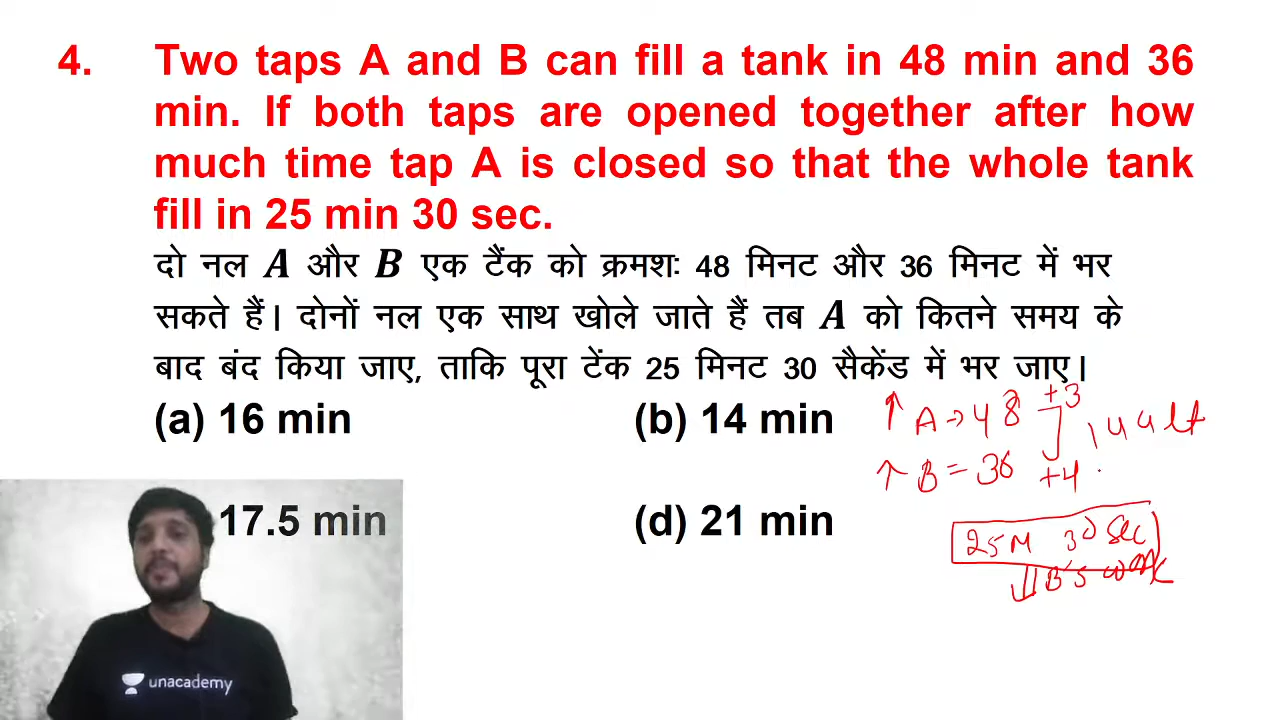 4. Two taps A and B can fill a tank in 48 min and 36
min. If both taps are opened together after how
much time tap A is closed so that the whole tank
fill in 25 min 30 sec.
दो नल A और B एक टैंक को क्रमशः 48 मिनट और 36 मिनट में भर
सकते हैं। दोनों नल एक साथ खोले जाते हैं तब A को कितने समय के
बाद बंद किया जाए, ताकि पूरा टेंक 25 मिनट 30 सैकेंड में भर जाए।
(a) 16 min
(b) 14 min
17.5 min
(d) 21 min
↑ A → 48 +3
144 lt
↑ B = 36 +4
25M 30 sec
B's work
unacademy